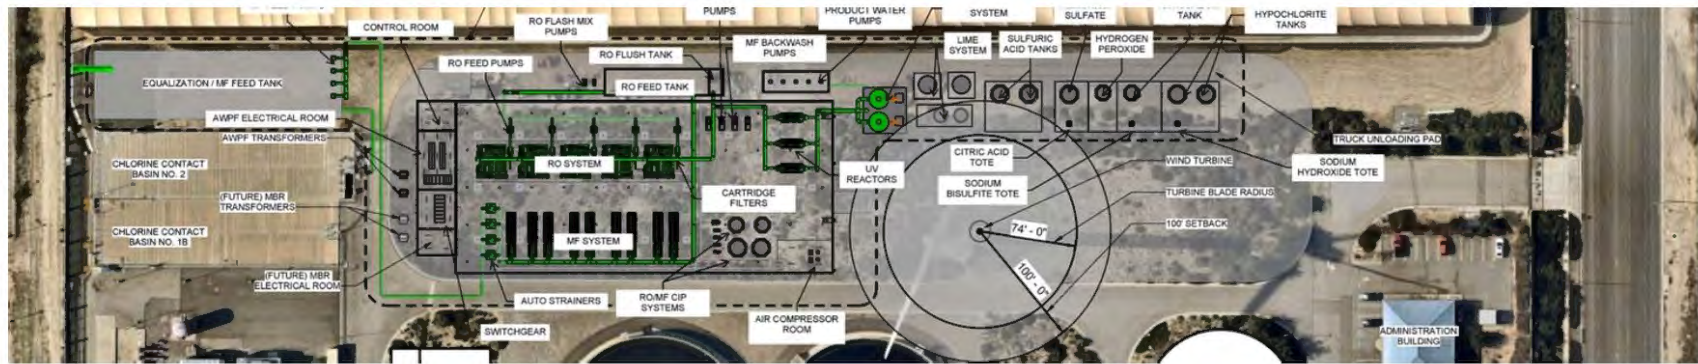 PUMPS
CONTROL ROOM
RO FLASH MIX
PUMPS
PRODUCT WATER
PUMPS
SYSTEM
SULFATE
TANK
HYPOCHLORITE
TANKS
RO FEED PUMPS
RO FLUSH TANK
MF BACKWASH
PUMPS
LIME
SYSTEM
SULFURIC
ACID TANKS
HYDROGEN
PEROXIDE
EQUALIZATION / MF FEED TANK
RO FEED TANK
AWPF ELECTRICAL ROOM
AWPF TRANSFORMERS
TRUCK UNLOADING PAD
CHLORINE CONTACT
BASIN NO. 2
RO SYSTEM
UV
REACTORS
CITRIC ACID
TOTE
WIND TURBINE
SODIUM
HYDROXIDE TOTE
SODIUM
BISULFITE TOTE
TURBINE BLADE RADIUS
(FUTURE) MBR
TRANSFORMERS
CARTRIDGE
FILTERS
100' SETBACK
CHLORINE CONTACT
BASIN NO. 1B
MF SYSTEM
74' - 0"
100' - 0"
(FUTURE) MBR
ELECTRICAL ROOM
AUTO STRAINERS
RO/MF CIP
SYSTEMS
SWITCHGEAR
AIR COMPRESSOR
ROOM
ADMINISTRATION
BUILDING